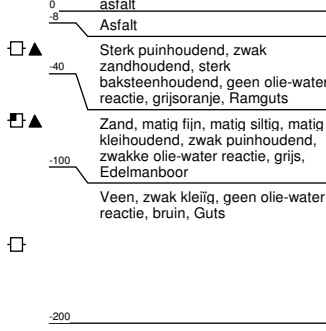 0 asfalt
-8
Asfalt
Sterk puinhoudend, zwak
-40 zandhoudend, sterk
baksteenhoudend, geen olie-water
reactie, grijsoranje, Ramguts
Zand, matig fijn, matig siltig, matig
kleihoudend, zwak puinhoudend,
zwakke olie-water reactie, grijs,
-100 Edelmanboor
Veen, zwak kleiïg, geen olie-water
reactie, bruin, Guts
-200